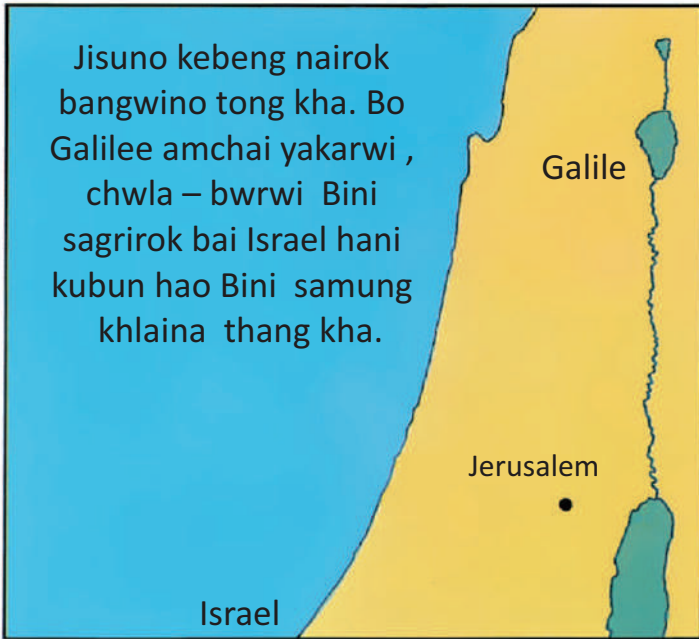 Jisuno kebeng nairok
bangwino tong kha. Bo
Galilee amchai yakarwi ,
chwla – bwrwi Bini
sagrirok bai Israel hani
kubun hao Bini samung
khlaina thang kha.
Galile
Jerusalem
Israel